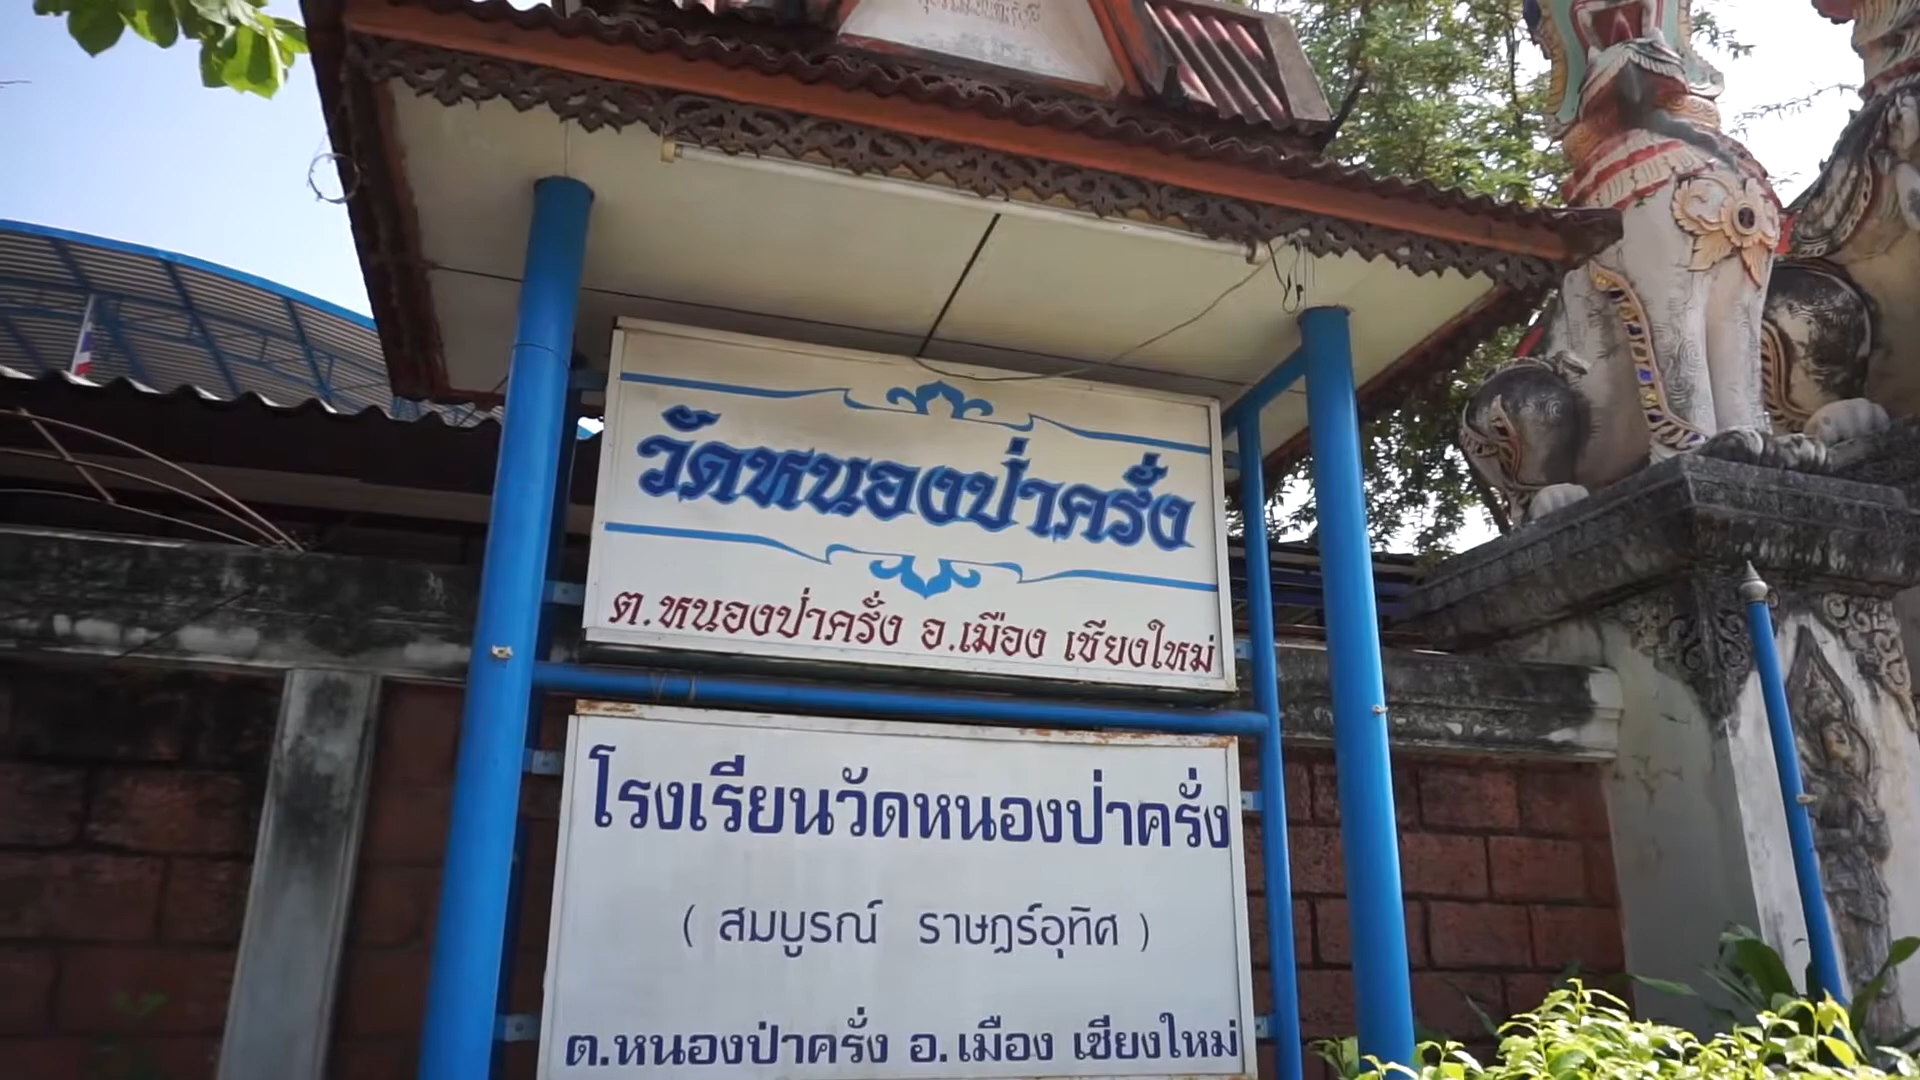 วัดหนองป่าครั่ง
ต.หนองป่าครั่ง อ.เมือง เชียงใหม่
โรงเรียนวัดหนองป่าครั่ง
( สมบูรณ์ ราษฎร์อุทิศ )
ต.หนองป่าครั่ง อ.เมือง เชียงใหม่